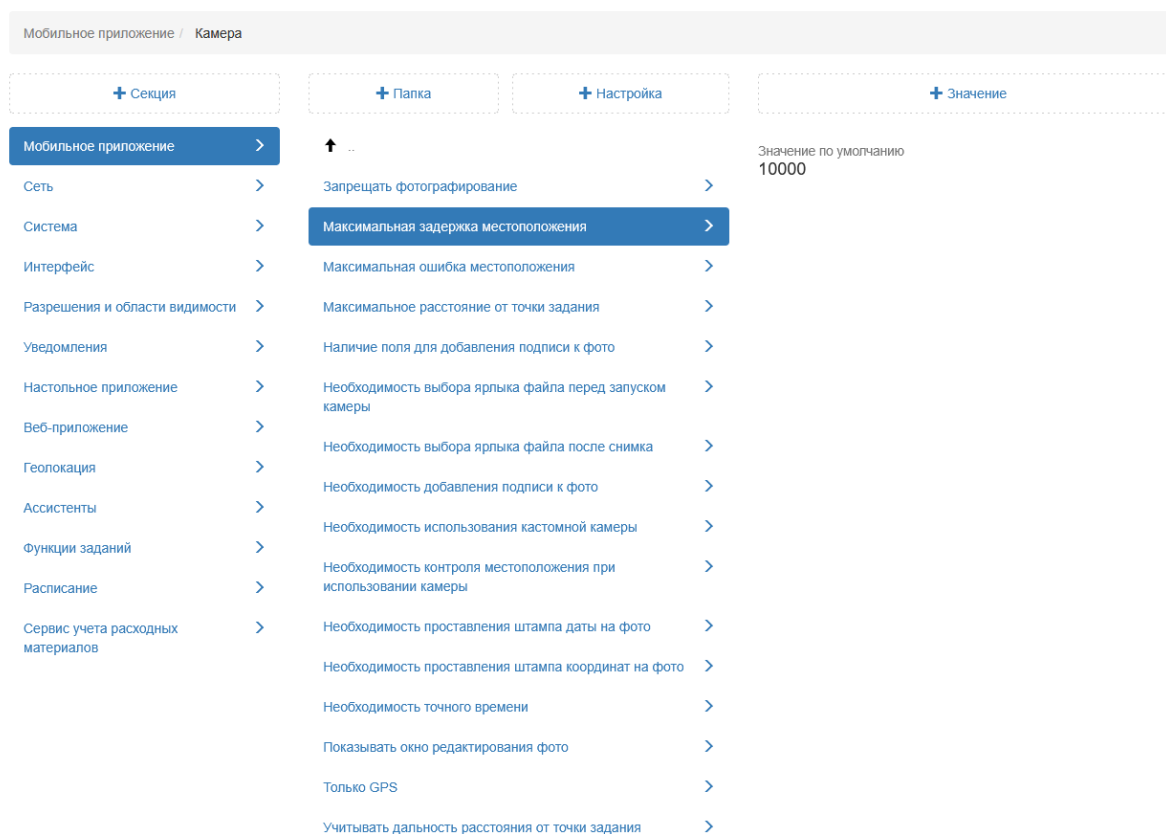 Мобильное приложение / Камера
+ Секция
+ Папка
+ Настройка
+ Значение
Мобильное приложение
Сеть
Система
Интерфейс
Разрешения и области видимости
Уведомления
Настольное приложение
Веб-приложение
Геолокация
Ассистенты
Функции заданий
Расписание
Сервис учета расходных
материалов
..
Запрещать фотографирование
Максимальная задержка местоположения
Максимальная ошибка местоположения
Максимальное расстояние от точки задания
Наличие поля для добавления подписи к фото
Необходимость выбора ярлыка файла перед запуском
камеры
Необходимость выбора ярлыка файла после снимка
Необходимость добавления подписи к фото
Необходимость использования кастомной камеры
Необходимость контроля местоположения при
использовании камеры
Необходимость проставления штампа даты на фото
Необходимость проставления штампа координат на фото
Необходимость точного времени
Показывать окно редактирования фото
Только GPS
Учитывать дальность расстояния от точки задания
Значение по умолчанию
10000